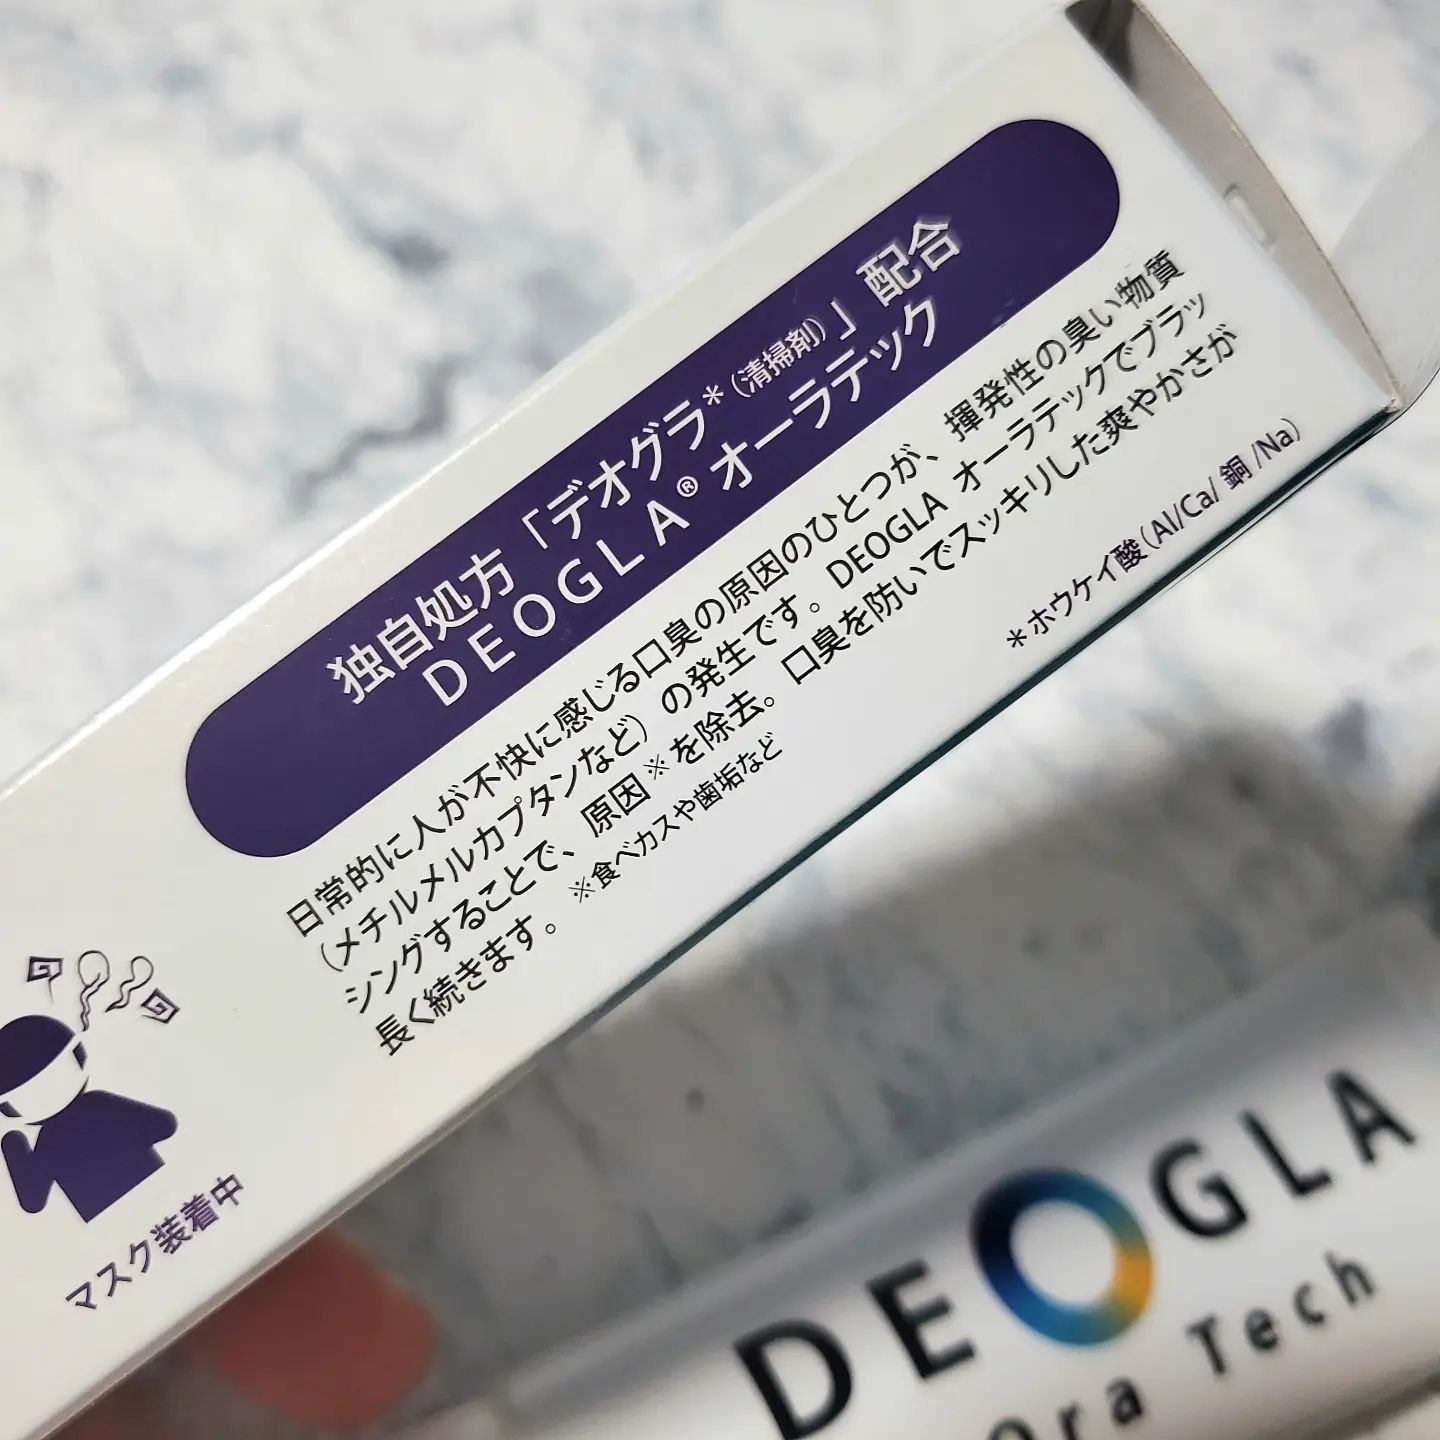 独自処方「デオグラ*(清掃剤)」配合
DEOGLA® オーラテック
日常的に人が不快に感じる口臭の原因のひとつが、揮発性の臭い物質
(メチルメルカプタンなど)の発生です。DEOGLA オーラテックでブラッ
シングすることで、原因※を除去。口臭を防いでスッキリした爽やかさが
長く続きます。 ※食べカスや歯垢など
*ホウケイ酸(Al/Ca/銅/Na)
マスク装着中
DEOGLA
Ora Tech